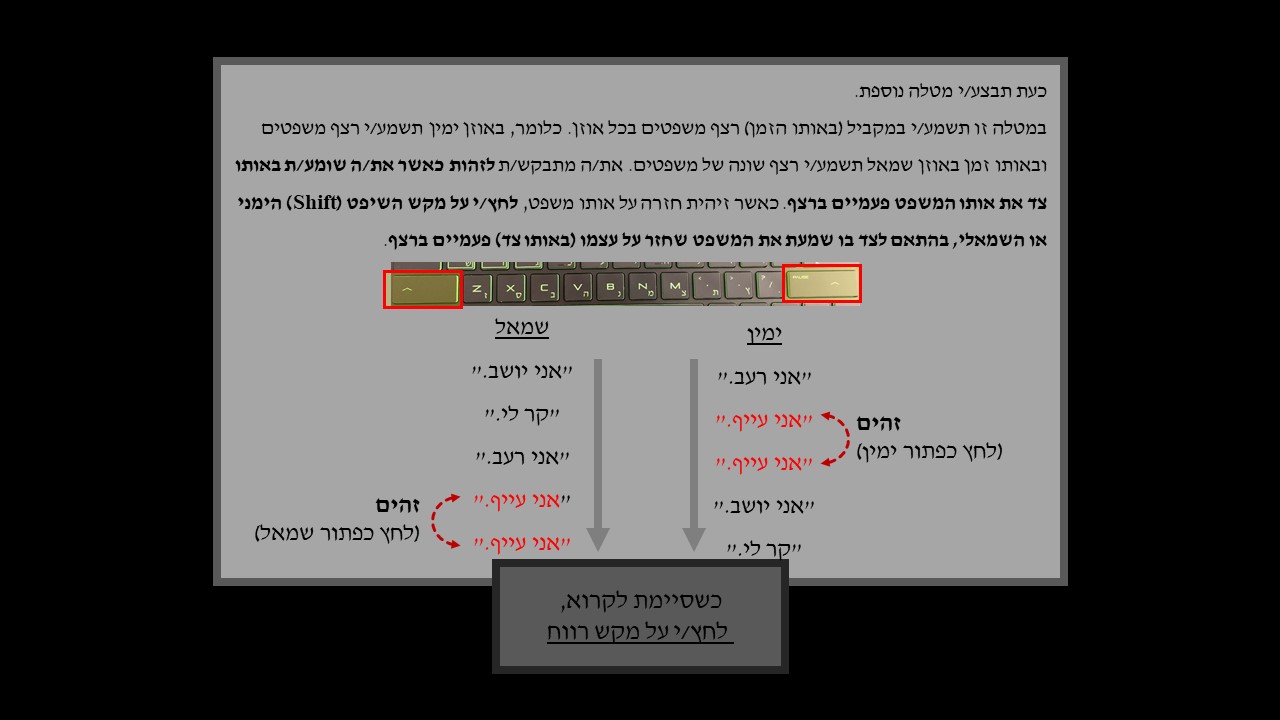 כעת תבצע/י מטלה נוספת.
במטלה זו תשמע/י במקביל (באותו הזמן) רצף משפטים בכל אוזן. כלומר, באוזן ימין תשמע/י רצף משפטים
ובאותו זמן באוזן שמאל תשמע/י רצף שונה של משפטים. את/ה מתבקש/ת לזהות כאשר את/ה שומע/ת באותו
צד את אותו המשפט פעמיים ברצף. כאשר זיהית חזרה על אותו משפט, לחץ/י על מקש השיפט (Shift) הימני
או השמאלי, בהתאם לצד בו שמעת את המשפט שחזר על עצמו (באותו צד) פעמיים ברצף.
Z ז X ס C ב V ה B נ N מ M צ < , ת > . ץ ? /
ימין
"אני רעב."
"אני עייף."
"אני עייף."
"אני יושב."
"קר לי."
זהים
(לחץ כפתור ימין)
שמאל
"אני יושב."
"קר לי."
"אני רעב."
"אני עייף."
"אני עייף."
זהים
(לחץ כפתור שמאל)
כשסיימת לקרוא,
לחץ/י על מקש רווח